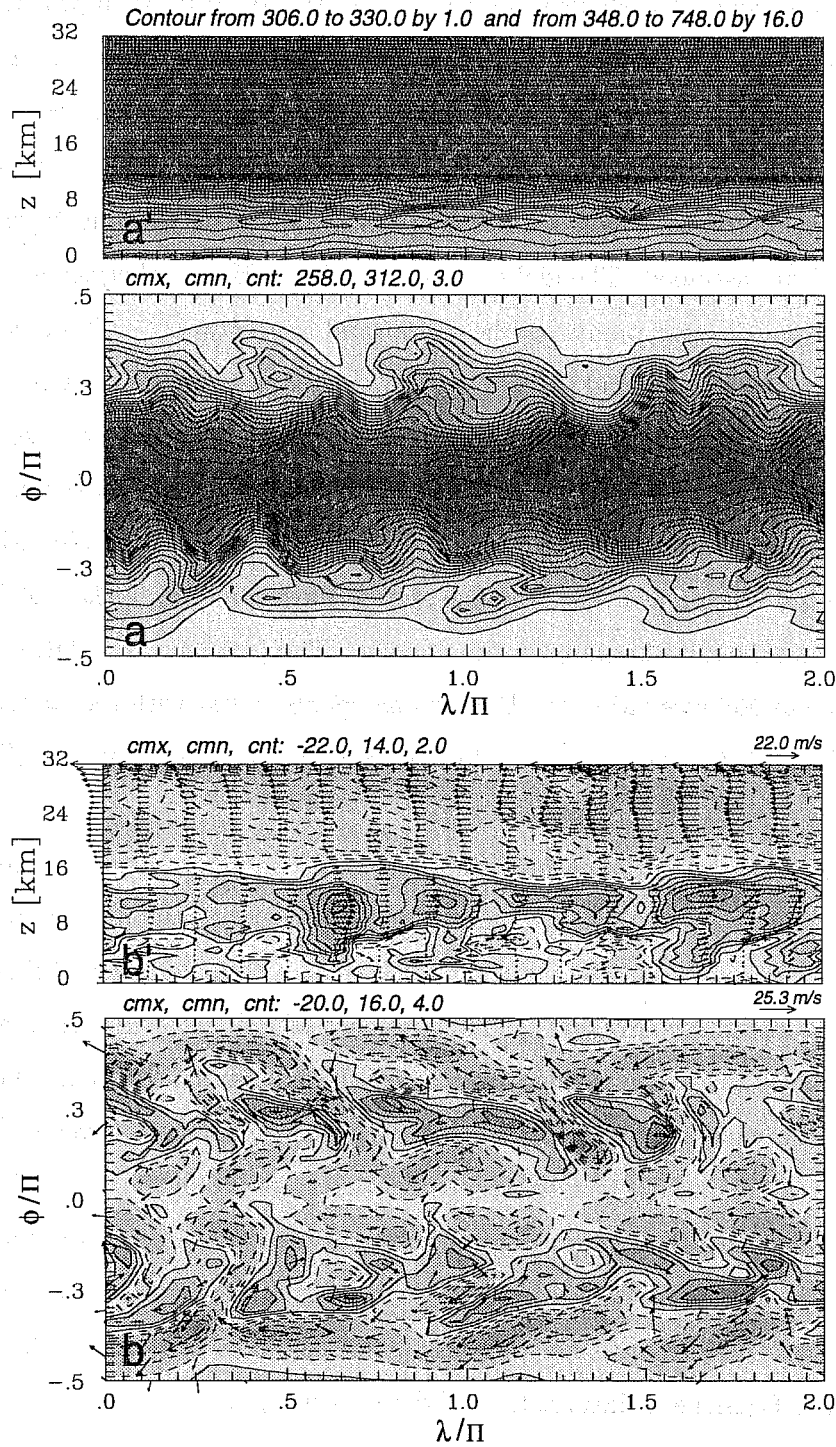 Contour from 306.0 to 330.0 by 1.0 and from 348.0 to 748.0 by 16.0
32
24
16
8
0
z [km]
a'
cmx, cmn, cnt: 258.0, 312.0, 3.0
.5
.3
.0
-.3
-.5
ϕ/Π
a
.0
.5
1.0
1.5
2.0
λ/Π
cmx, cmn, cnt: -22.0, 14.0, 2.0
22.0 m/s
32
24
16
8
0
z [km]
b'
cmx, cmn, cnt: -20.0, 16.0, 4.0
25.3 m/s
.5
.3
.0
-.3
-.5
ϕ/Π
b
.0
.5
1.0
1.5
2.0
λ/Π